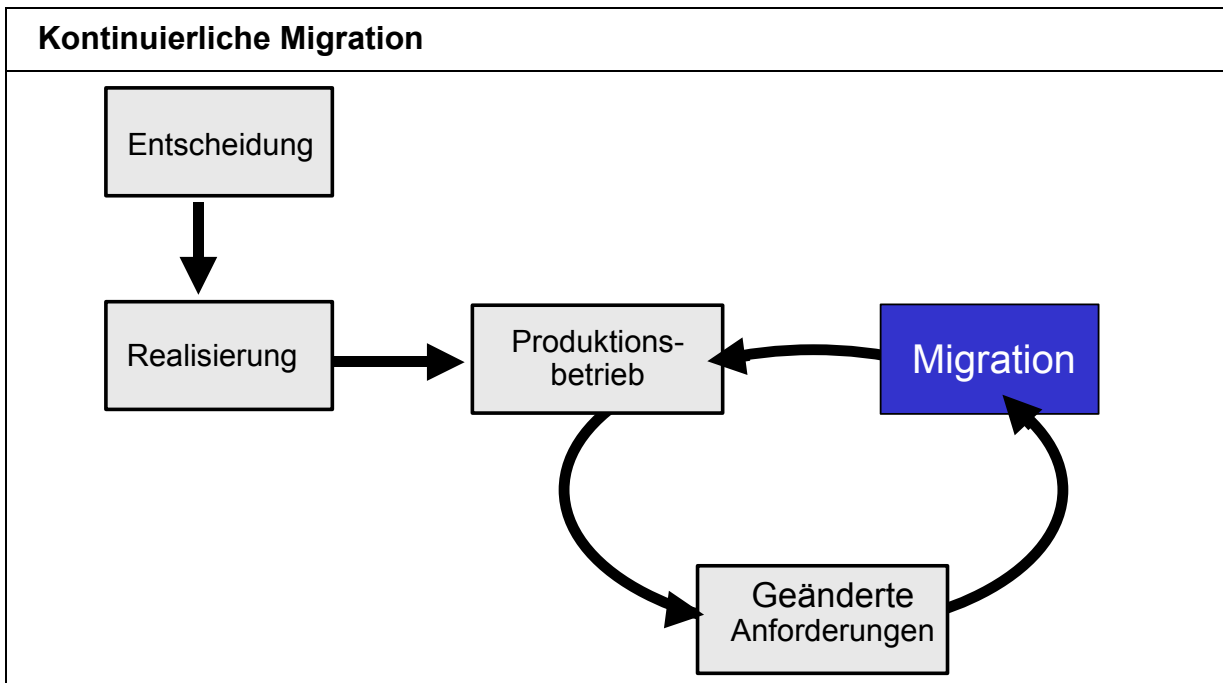 Kontinuierliche Migration
Entscheidung
Realisierung
Produktions-
betrieb
Migration
Geänderte
Anforderungen